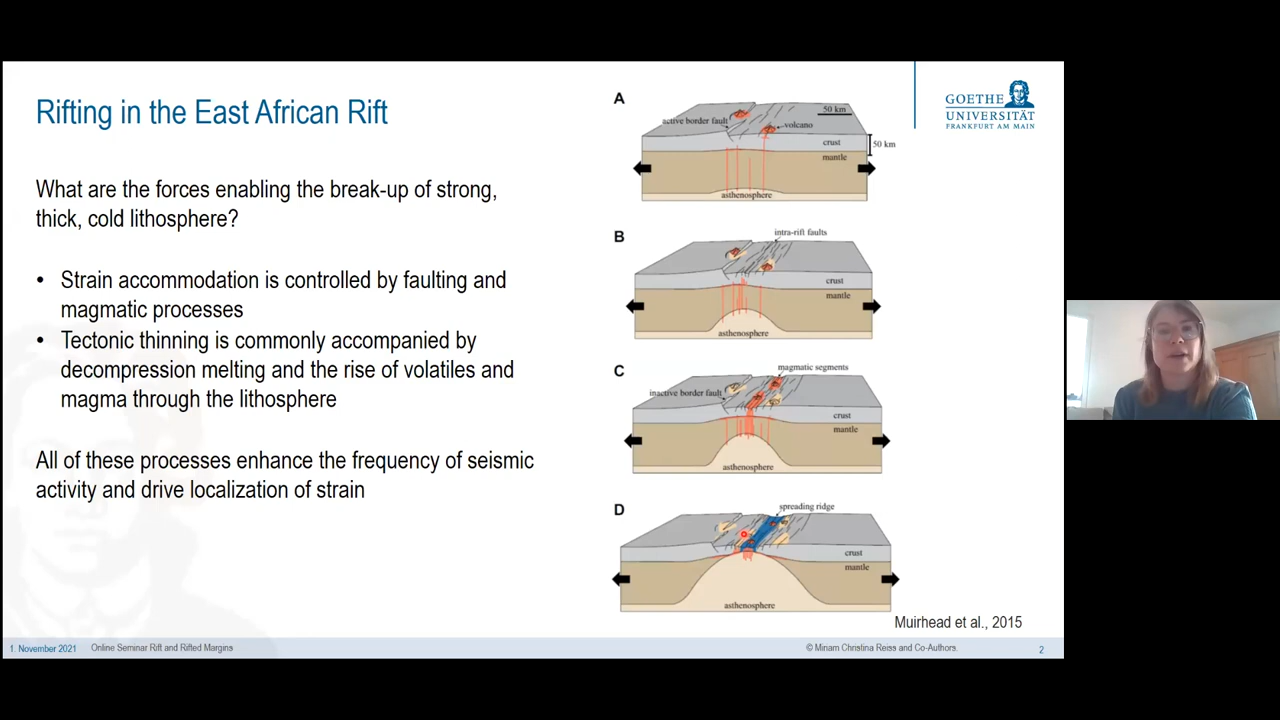 Rifting in the East African Rift
GOETHE
UNIVERSITÄT
FRANKFURT AM MAIN
What are the forces enabling the break-up of strong,
thick, cold lithosphere?
• Strain accommodation is controlled by faulting and
magmatic processes
• Tectonic thinning is commonly accompanied by
decompression melting and the rise of volatiles and
magma through the lithosphere
All of these processes enhance the frequency of seismic
activity and drive localization of strain
A
50 km
active border fault
volcano
crust
50 km
mantle
asthenosphere
B
intra-rift faults
crust
mantle
asthenosphere
C
magmatic segments
inactive border fault
crust
mantle
asthenosphere
D
spreading ridge
crust
mantle
asthenosphere
Muirhead et al., 2015
1. November 2021
Online Seminar Rift and Rifted Margins
© Miriam Christina Reiss and Co-Authors.
2